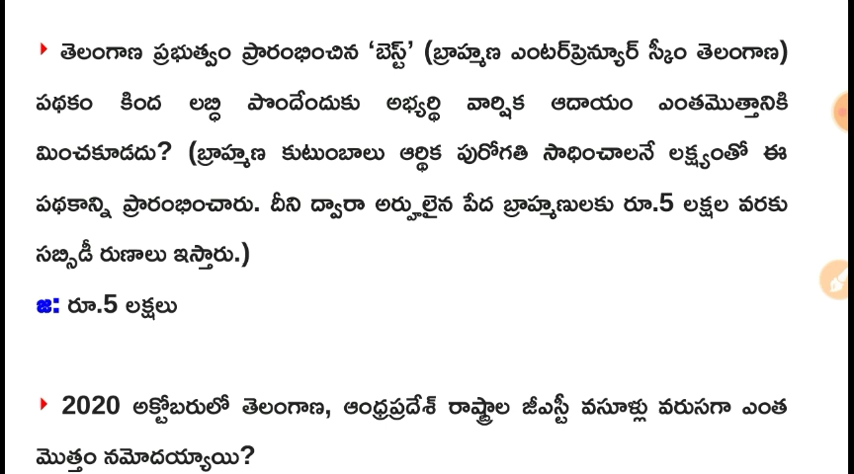 తెలంగాణ ప్రభుత్వం ప్రారంభించిన ‘బెస్ట్’ (బ్రాహ్మణ ఎంటర్‌ప్రెన్యూర్ స్కీం తెలంగాణ)
పథకం కింద లబ్ధి పొందేందుకు అభ్యర్థి వార్షిక ఆదాయం ఎంతమొత్తానికి
మించకూడదు? (బ్రాహ్మణ కుటుంబాలు ఆర్థిక పురోగతి సాధించాలనే లక్ష్యంతో ఈ
పథకాన్ని ప్రారంభించారు. దీని ద్వారా అర్హులైన పేద బ్రాహ్మణులకు రూ.5 లక్షల వరకు
సబ్సిడీ రుణాలు ఇస్తారు.)
జ: రూ.5 లక్షలు
2020 అక్టోబరులో తెలంగాణ, ఆంధ్రప్రదేశ్ రాష్ట్రాల జీఎస్టీ వసూళ్లు వరుసగా ఎంత
మొత్తం నమోదయ్యాయి?